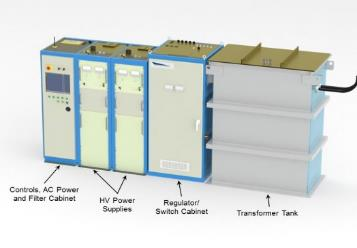 Controls, AC Power
and Filter Cabinet
HV Power
Supplies
Regulator/
Switch Cabinet
Transformer Tank